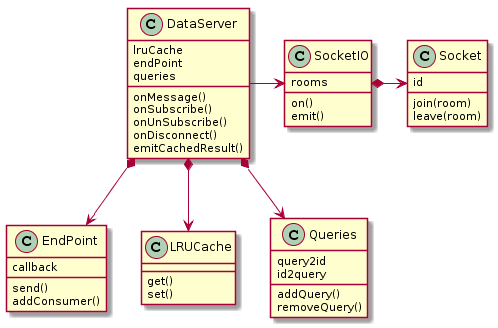 C DataServer
lruCache
endPoint
queries
onMessage()
onSubscribe()
onUnSubscribe()
onDisconnect()
emitCachedResult()
C SocketIO
rooms
on()
emit()
C Socket
id
join(room)
leave(room)
C EndPoint
callback
send()
addConsumer()
C LRUCache
get()
set()
C Queries
query2id
id2query
addQuery()
removeQuery()